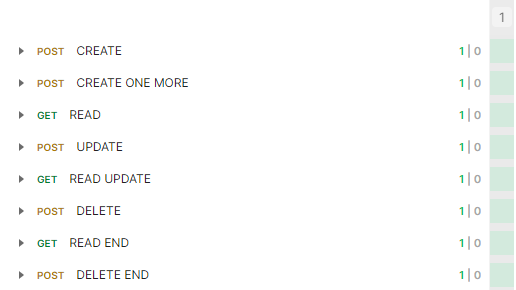 1
POST CREATE 1 | 0
POST CREATE ONE MORE 1 | 0
GET READ 1 | 0
POST UPDATE 1 | 0
GET READ UPDATE 1 | 0
POST DELETE 1 | 0
GET READ END 1 | 0
POST DELETE END 1 | 0